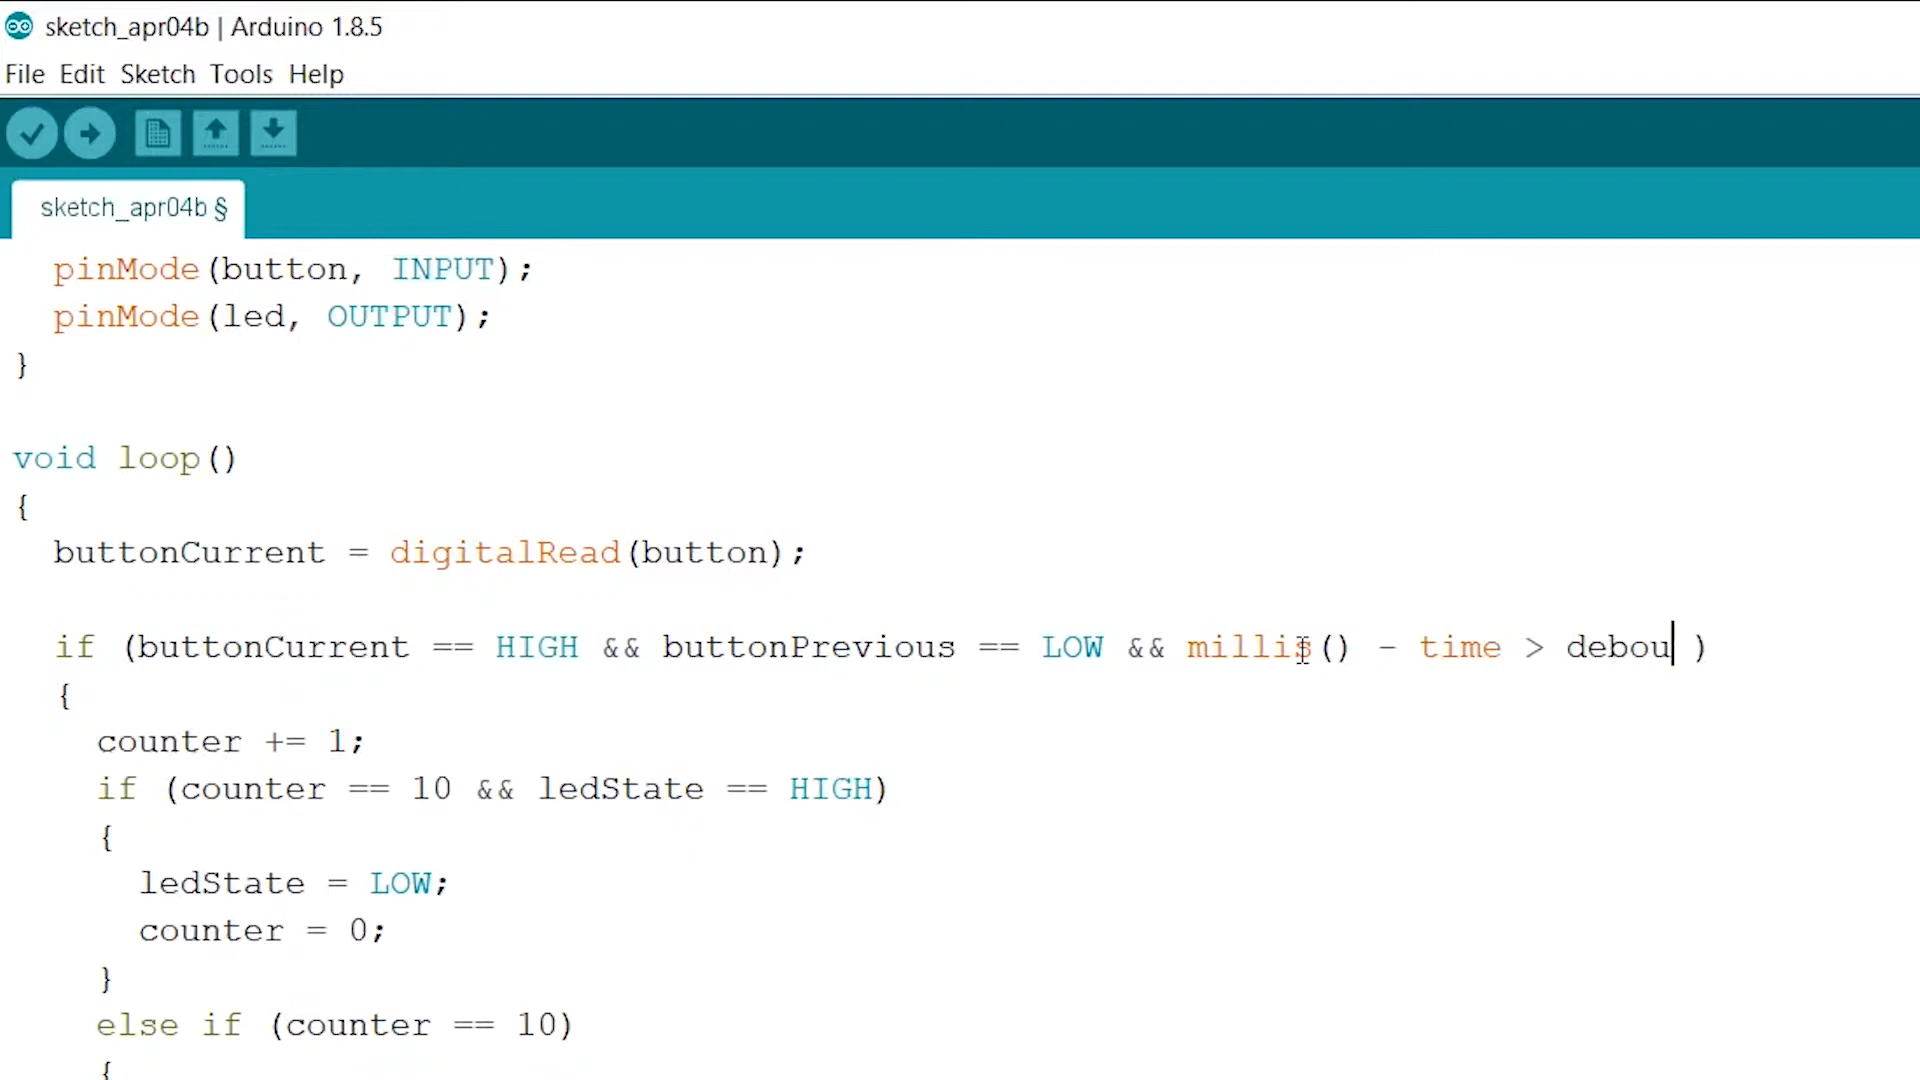 sketch_apr04b | Arduino 1.8.5
File Edit Sketch Tools Help
sketch_apr04b §
pinMode(button, INPUT);
pinMode(led, OUTPUT);
}
void loop()
{
buttonCurrent = digitalRead(button);
if (buttonCurrent == HIGH && buttonPrevious == LOW && millis() - time > debou )
{
counter += 1;
if (counter == 10 && ledState == HIGH)
{
ledState = LOW;
counter = 0;
}
else if (counter == 10)
{